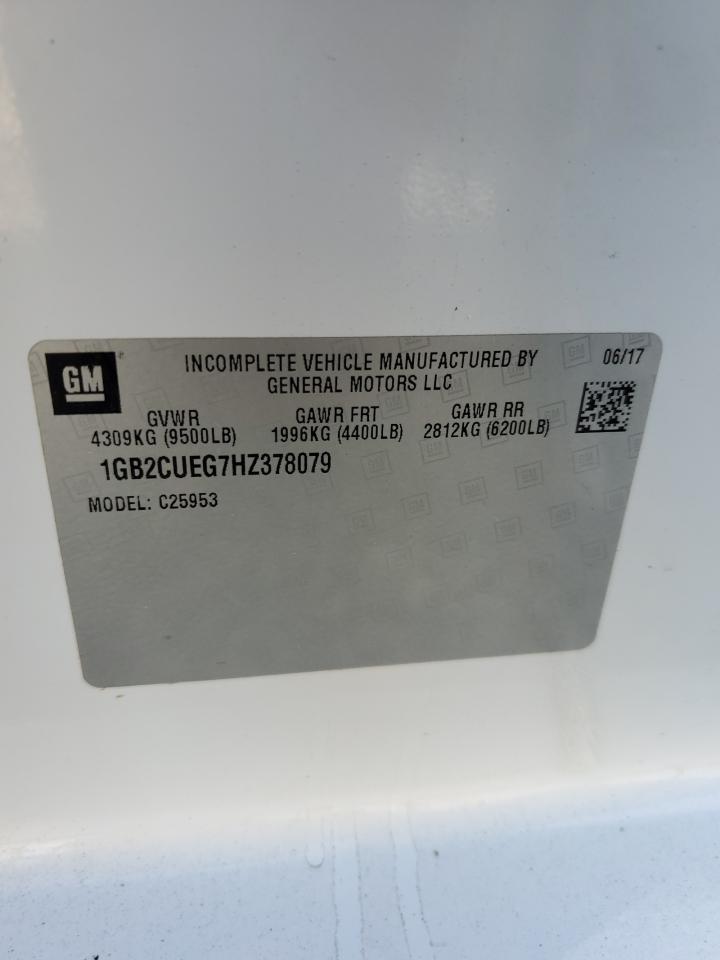 GM
INCOMPLETE VEHICLE MANUFACTURED BY
GENERAL MOTORS LLC
06/17
GVWR GAWR FRT GAWR RR
4309KG (9500LB) 1996KG (4400LB) 2812KG (6200LB)
1GB2CUEG7HZ378079
MODEL: C25953